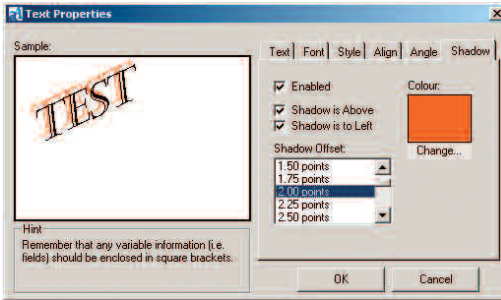 Text Properties
Sample:
TEST
Hint
Remember that any variable information (i.e.
fields) should be enclosed in square brackets.
Text Font Style Align Angle Shadow
Enabled
Shadow is Above
Shadow is to Left
Shadow Offset:
1.50 points
1.75 points
2.00 points
2.25 points
2.50 points
Colour:
Change...
OK Cancel